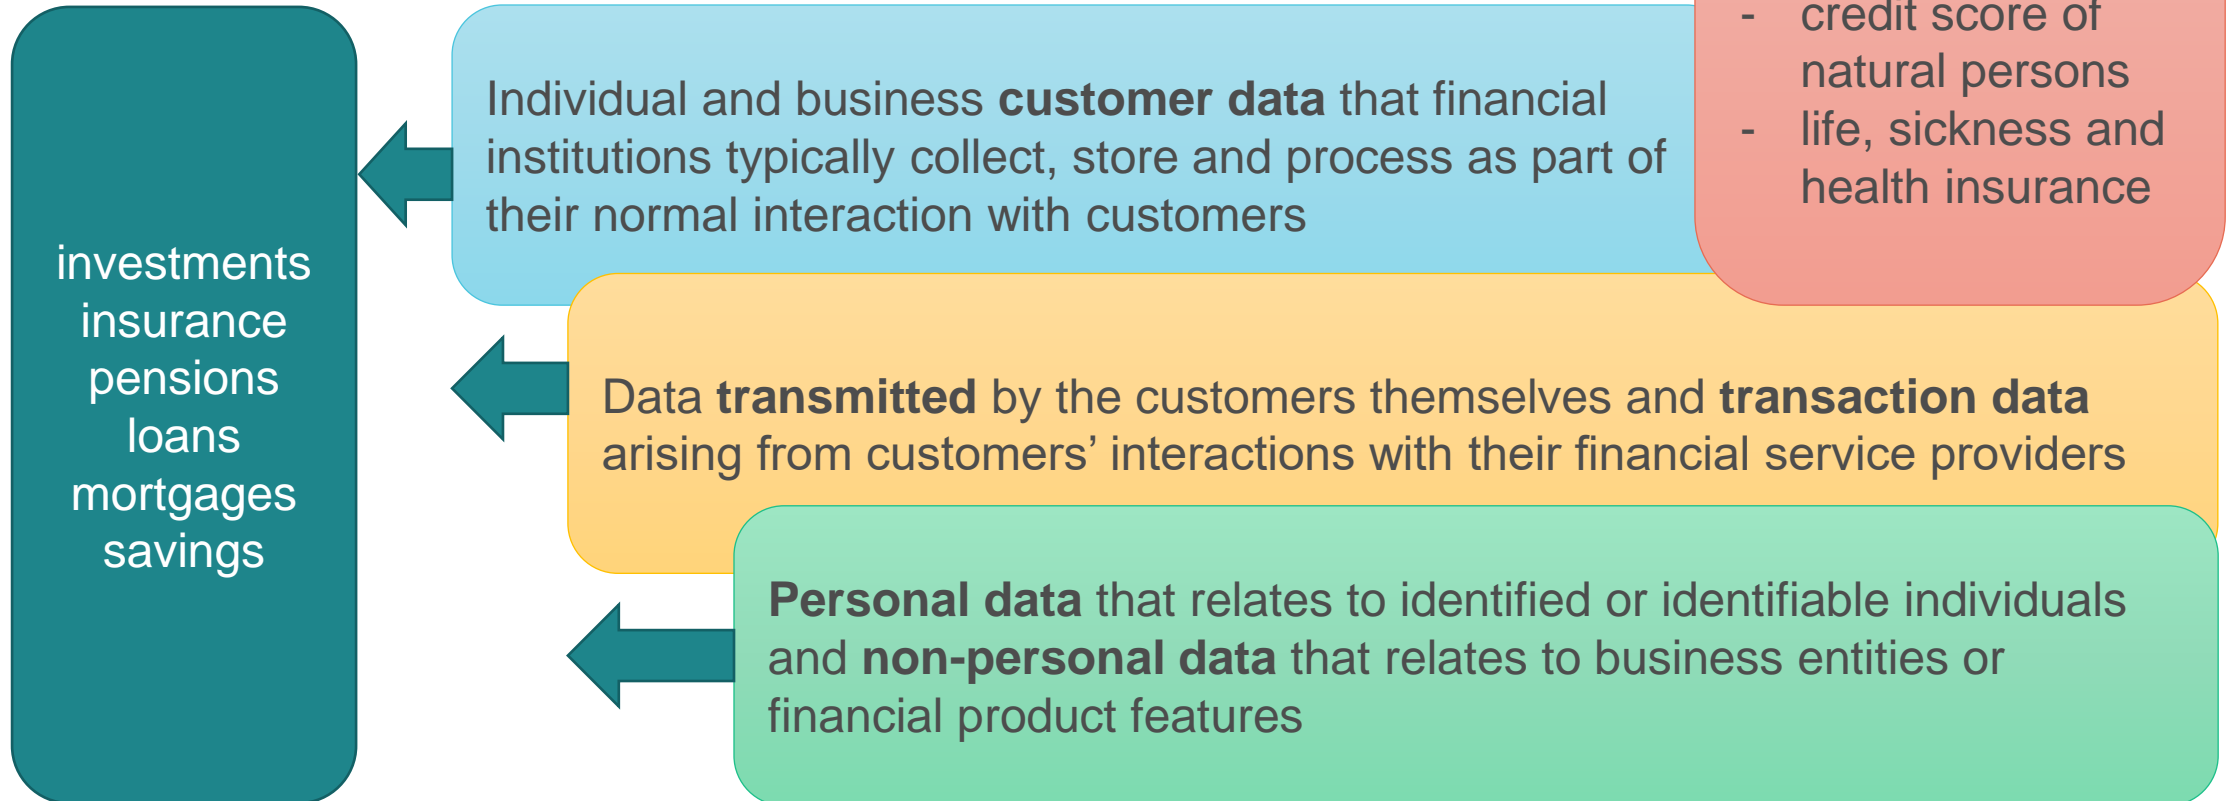 investments
insurance
pensions
loans
mortgages
savings
Individual and business customer data that financial
institutions typically collect, store and process as part of
their normal interaction with customers
- credit score of
natural persons
- life, sickness and
health insurance
Data transmitted by the customers themselves and transaction data
arising from customers’ interactions with their financial service providers
Personal data that relates to identified or identifiable individuals
and non-personal data that relates to business entities or
financial product features